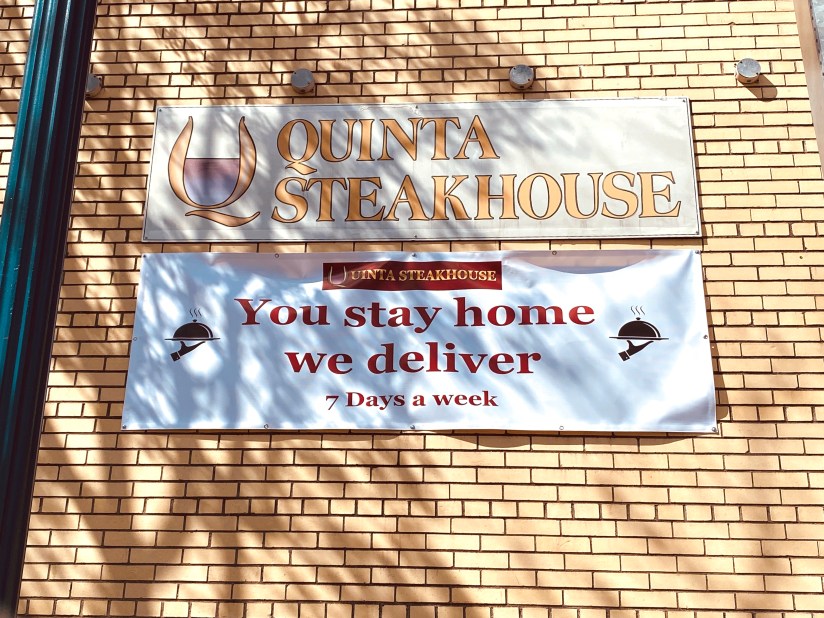 QUINTA
STEAKHOUSE
QUINTA STEAKHOUSE
You stay home
we deliver
7 Days a week